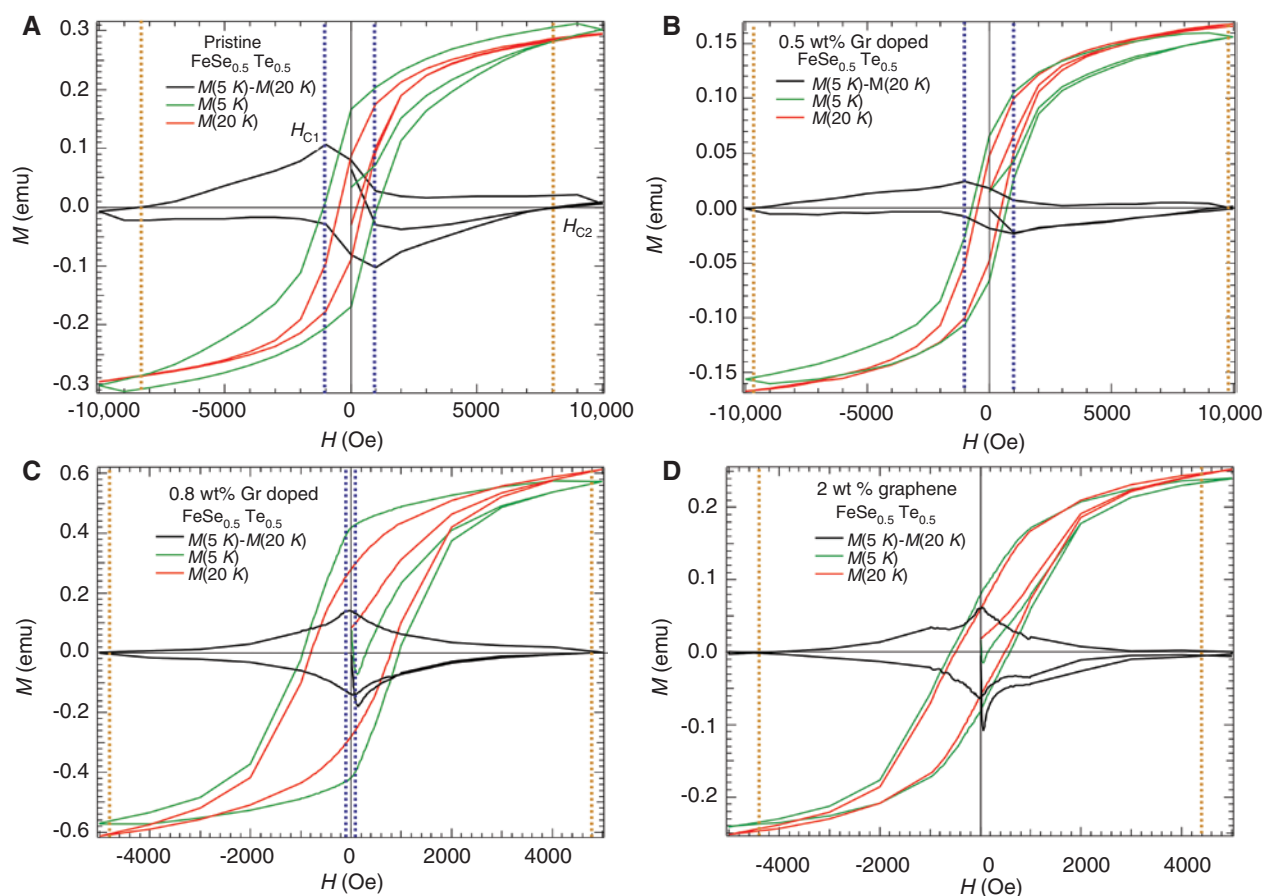 A
Pristine
FeSe0.5 Te0.5
M(5 K)-M(20 K)
M(5 K)
M(20 K)
HC1
HC2
M (emu)
0.3
0.2
0.1
0.0
-0.1
-0.2
-0.3
-10,000
-5000
0
5000
10,000
H (Oe)
B
0.5 wt% Gr doped
FeSe0.5 Te0.5
M(5 K)-M(20 K)
M(5 K)
M(20 K)
M (emu)
0.15
0.10
0.05
0.00
-0.05
-0.10
-0.15
-10,000
-5000
0
5000
10,000
H (Oe)
C
0.8 wt% Gr doped
FeSe0.5 Te0.5
M(5 K)-M(20 K)
M(5 K)
M(20 K)
M (emu)
0.6
0.4
0.2
0.0
-0.2
-0.4
-0.6
-4000
-2000
0
2000
4000
H (Oe)
D
2 wt % graphene
FeSe0.5 Te0.5
M(5 K)-M(20 K)
M(5 K)
M(20 K)
M (emu)
0.2
0.1
0.0
-0.1
-0.2
-4000
-2000
0
2000
4000
H (Oe)